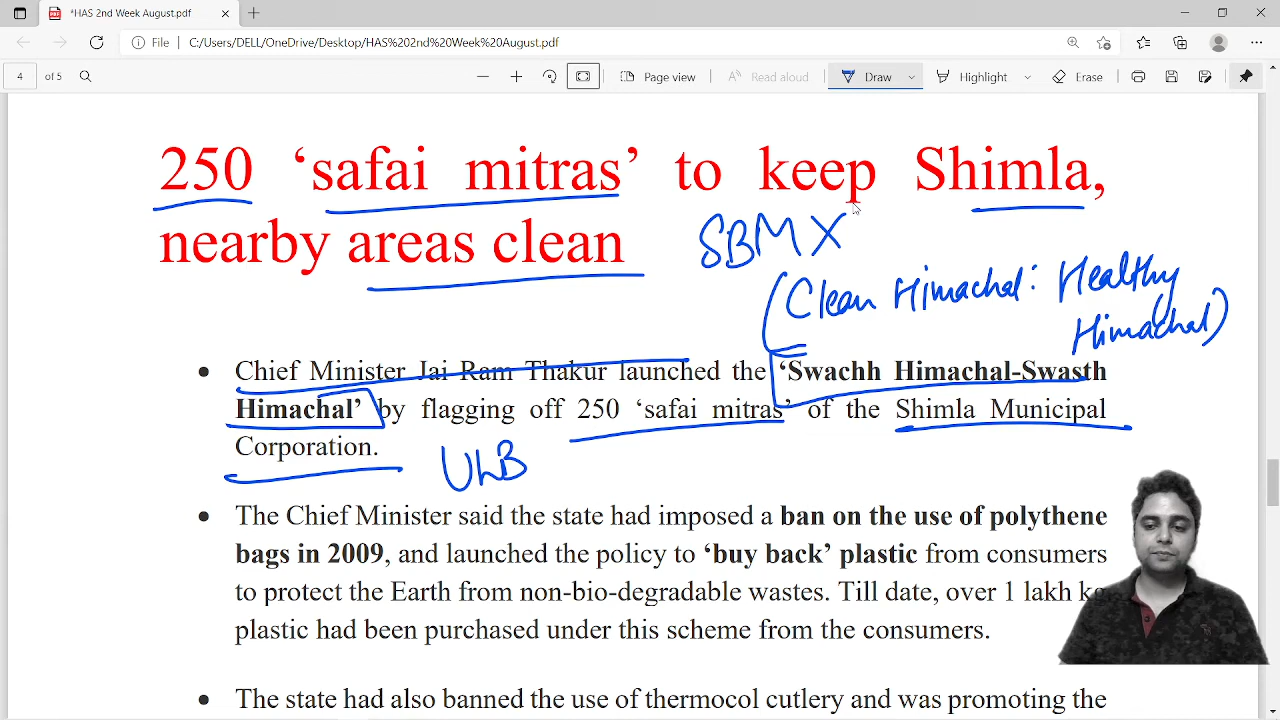 *HAS 2nd Week August.pdf
File C:/Users/DELL/OneDrive/Desktop/HAS%202nd%20Week%20August.pdf
4 of 5 Page view Read aloud Draw Highlight Erase
250 ‘safai mitras’ to keep Shimla,
nearby areas clean
SBM X
(Clean Himachal: Healthy
Himachal)
• Chief Minister Jai Ram Thakur launched the ‘Swachh Himachal-Swasth
Himachal’ by flagging off 250 ‘safai mitras’ of the Shimla Municipal
Corporation.
ULB
• The Chief Minister said the state had imposed a ban on the use of polythene
bags in 2009, and launched the policy to ‘buy back’ plastic from consumers
to protect the Earth from non-bio-degradable wastes. Till date, over 1 lakh kg
plastic had been purchased under this scheme from the consumers.
• The state had also banned the use of thermocol cutlery and was promoting the